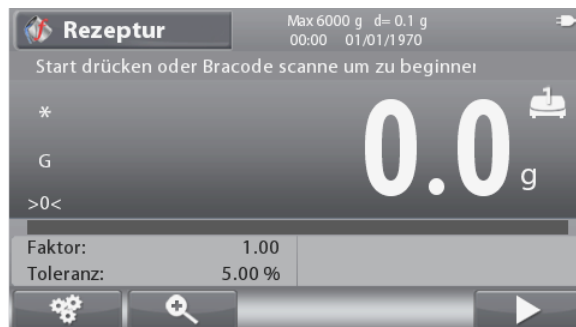 Rezeptur
Max 6000 g d= 0.1 g
00:00 01/01/1970
Start drücken oder Bracode scanne um zu beginner
1
*
0.0 g
G
>0<
Faktor: 1.00
Toleranz: 5.00 %